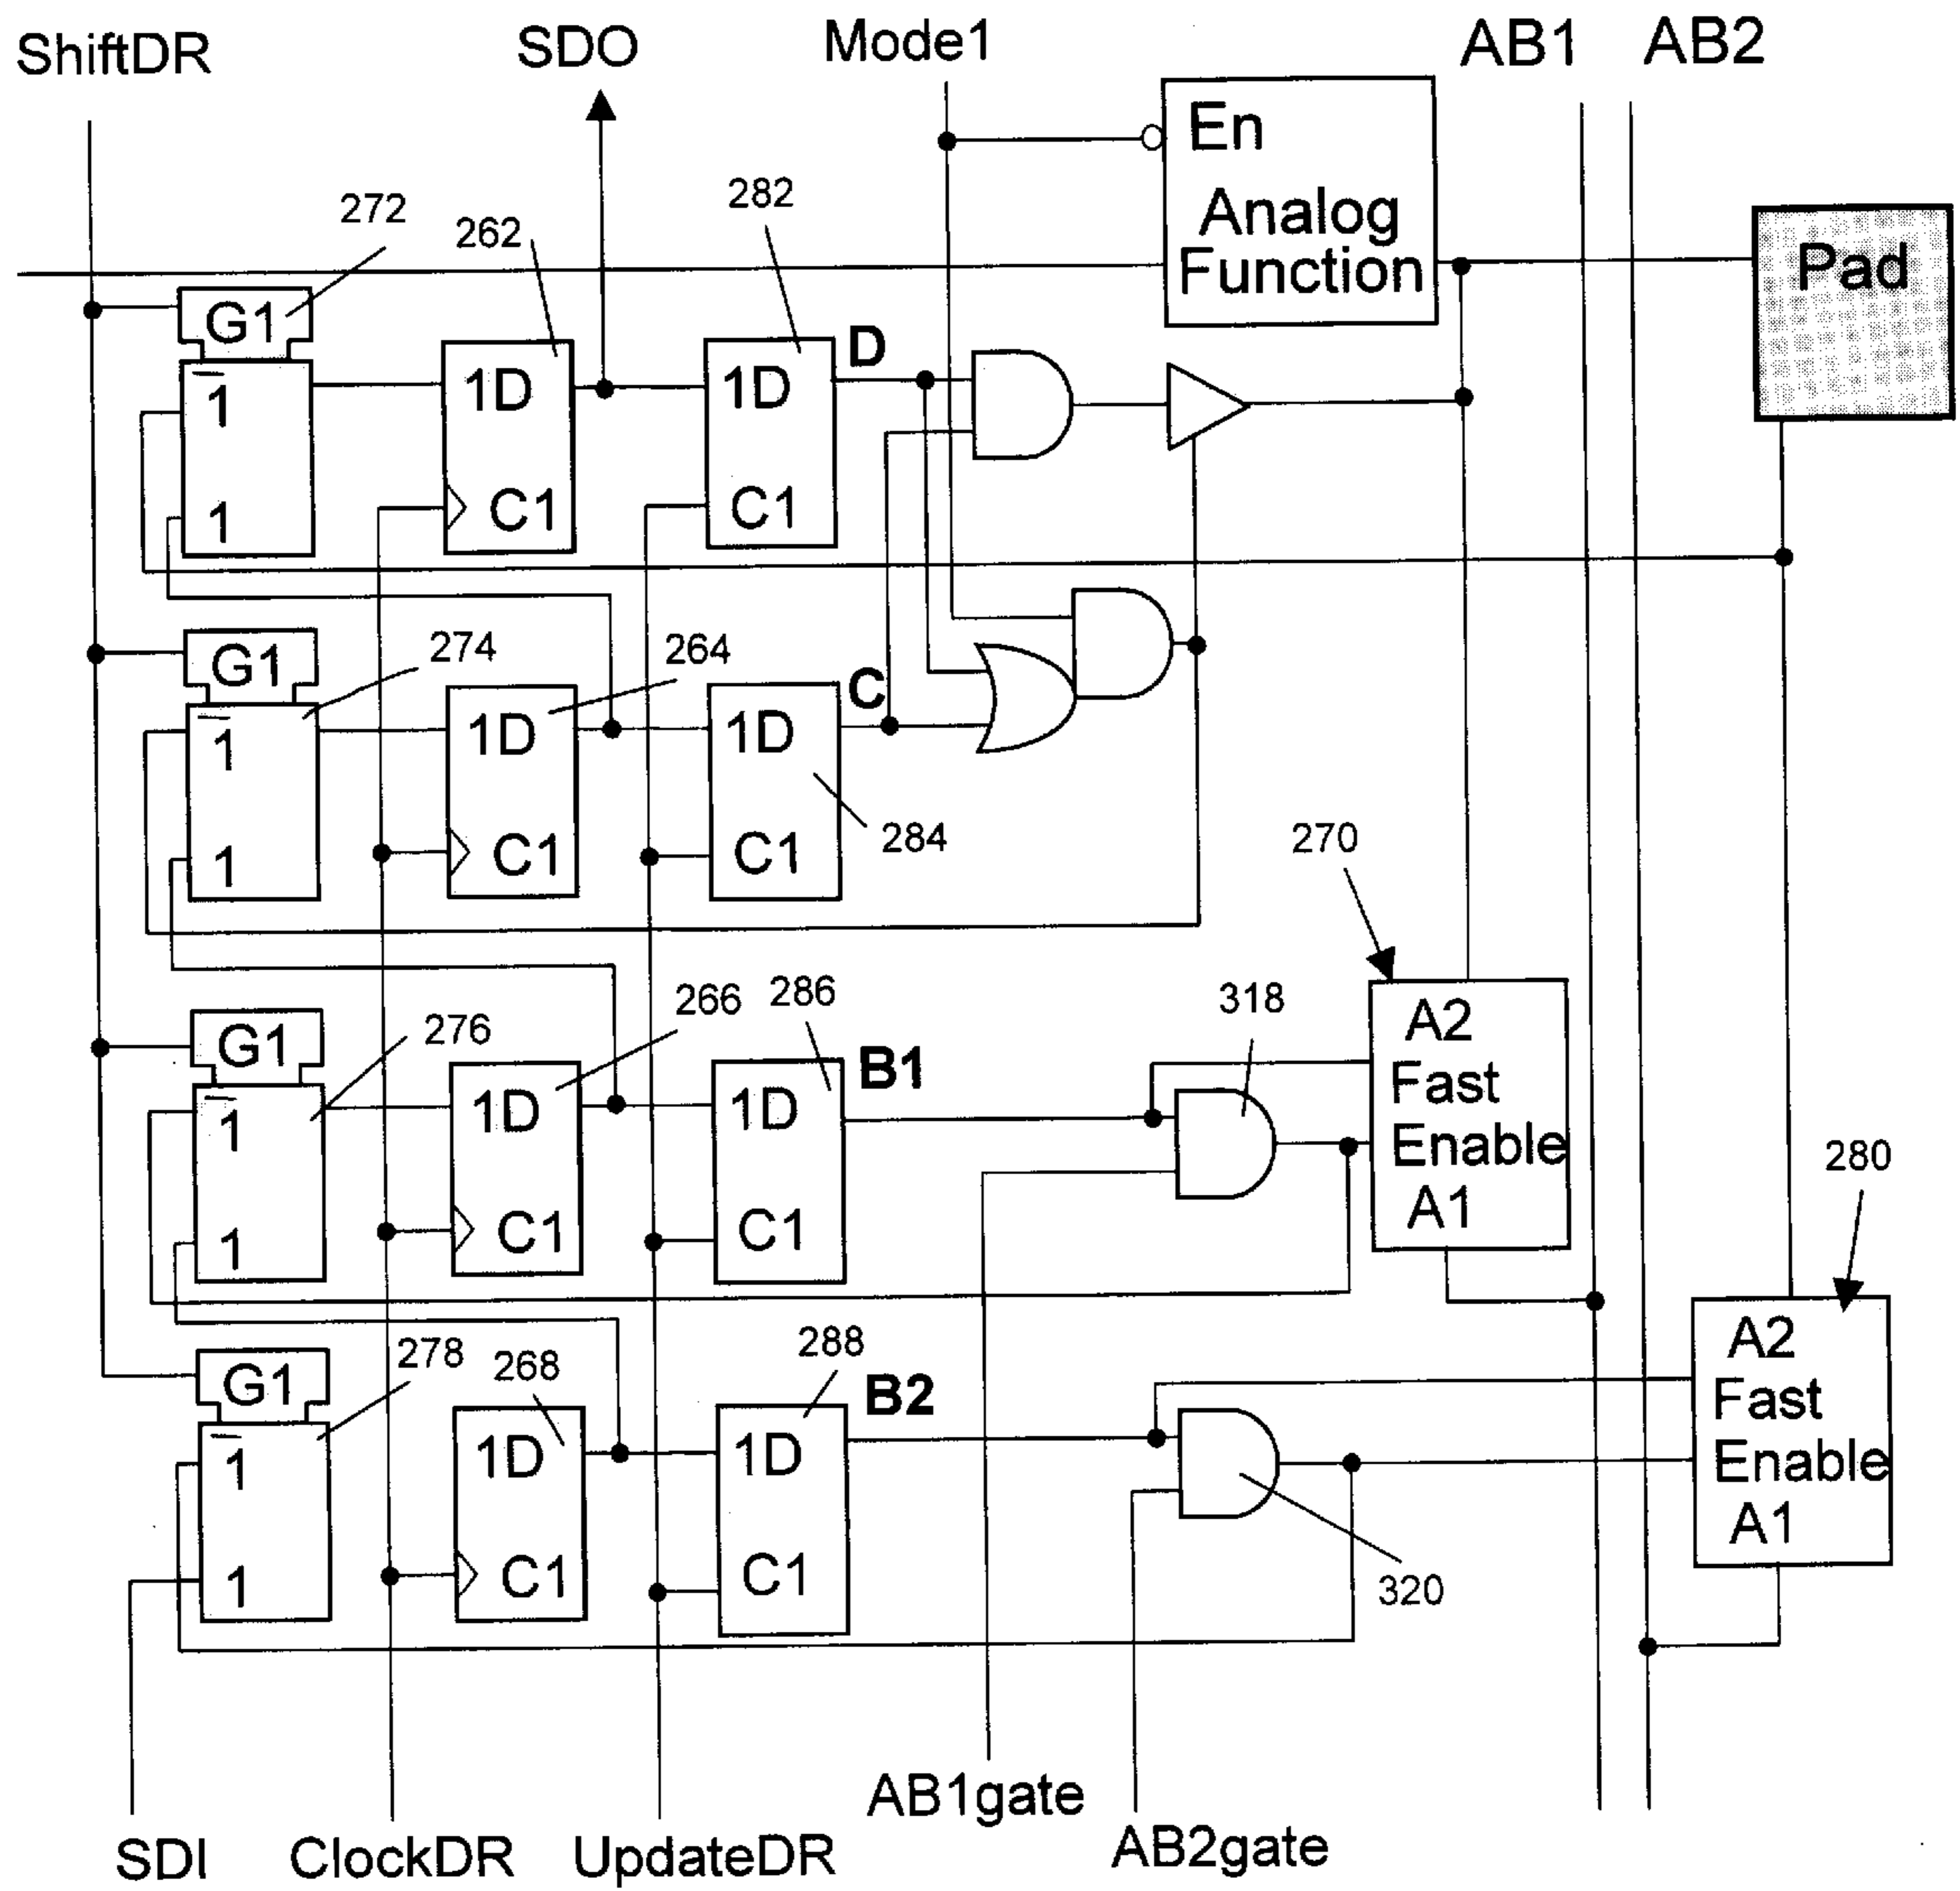 ShiftDR
SDO
Mode1
AB1
AB2
En
Analog
Function
Pad
272
262
282
G1
1
1
1D
C1
1D
C1
D
274
264
G1
1
1
1D
C1
1D
C1
C
284
270
276
266
286
318
G1
1
1
1D
C1
1D
C1
B1
A2
Fast
Enable
A1
280
278
268
288
G1
1
1
1D
C1
1D
C1
B2
320
A2
Fast
Enable
A1
AB1gate
AB2gate
SDI
ClockDR
UpdateDR